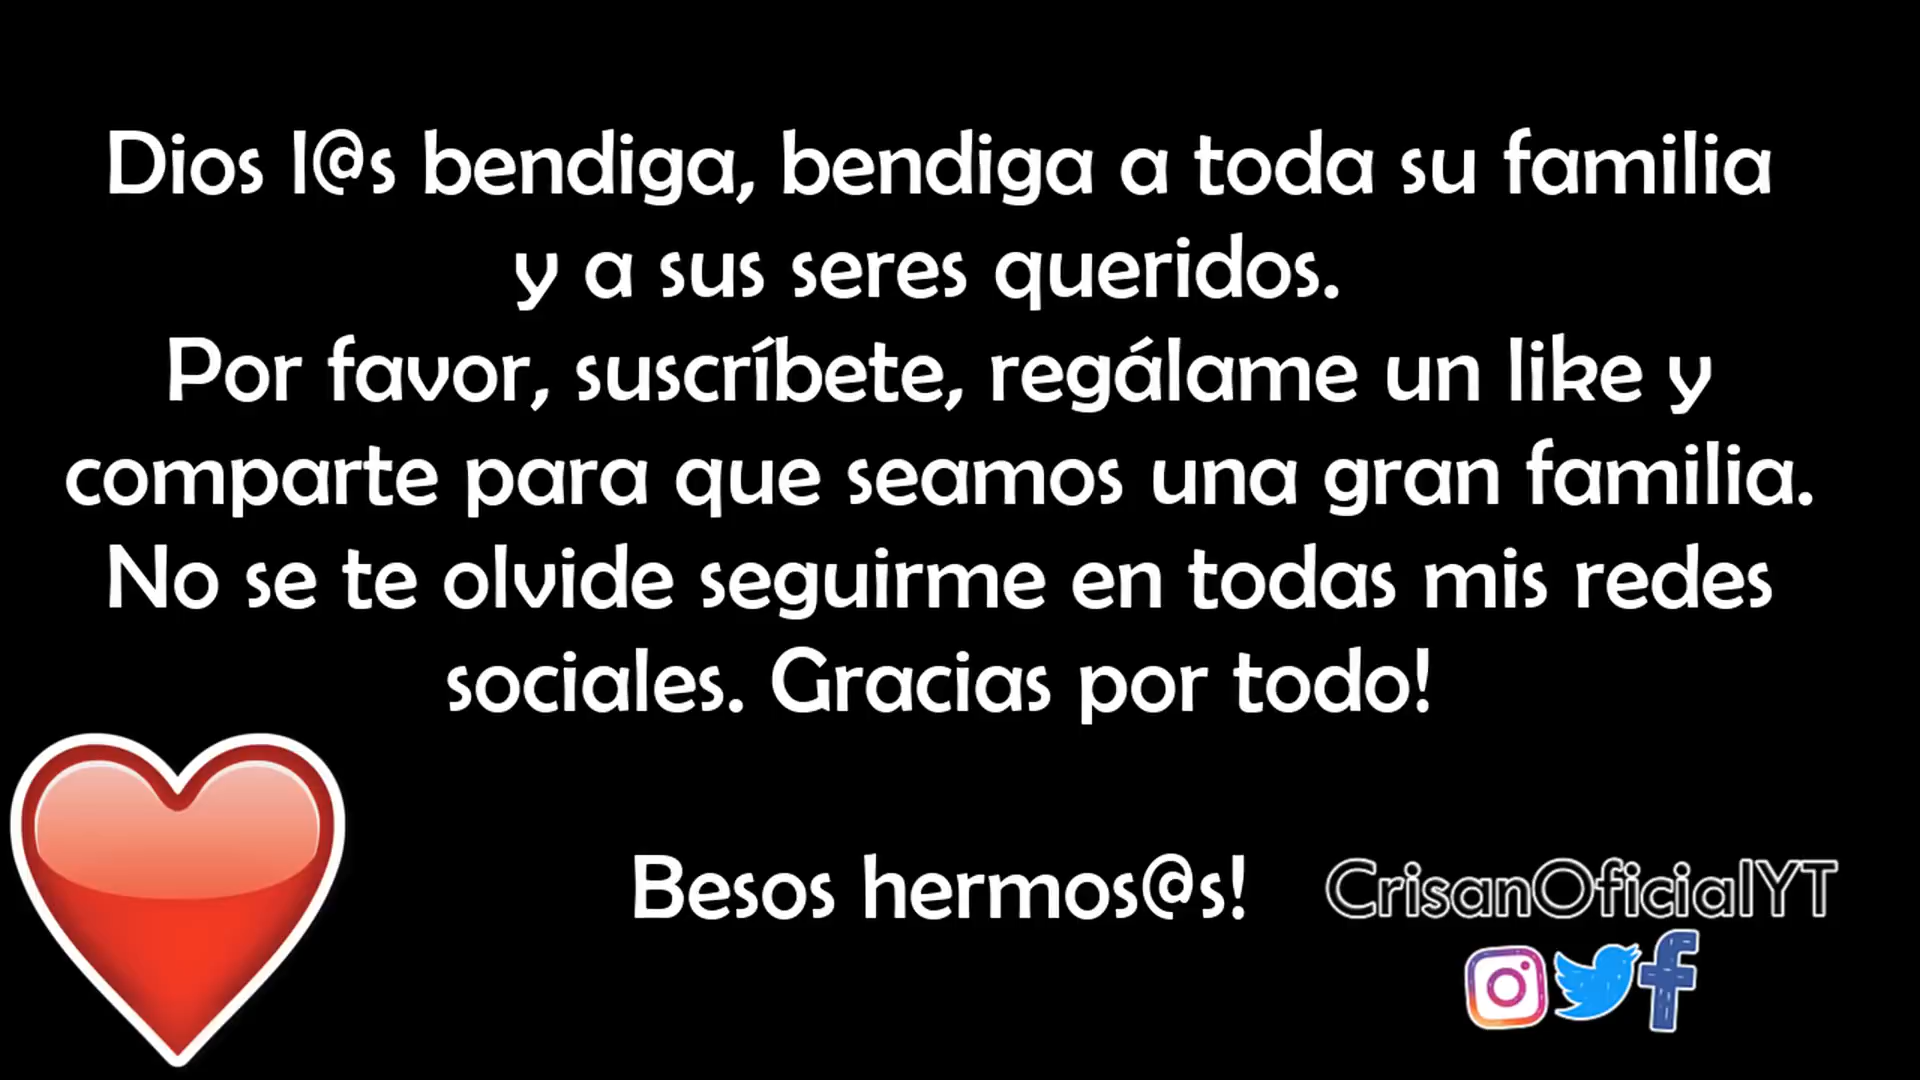 Dios l@s bendiga, bendiga a toda su familia
y a sus seres queridos.
Por favor, suscríbete, regálame un like y
comparte para que seamos una gran familia.
No se te olvide seguirme en todas mis redes
sociales. Gracias por todo!
Besos hermos@s!
CrisanOficialYT